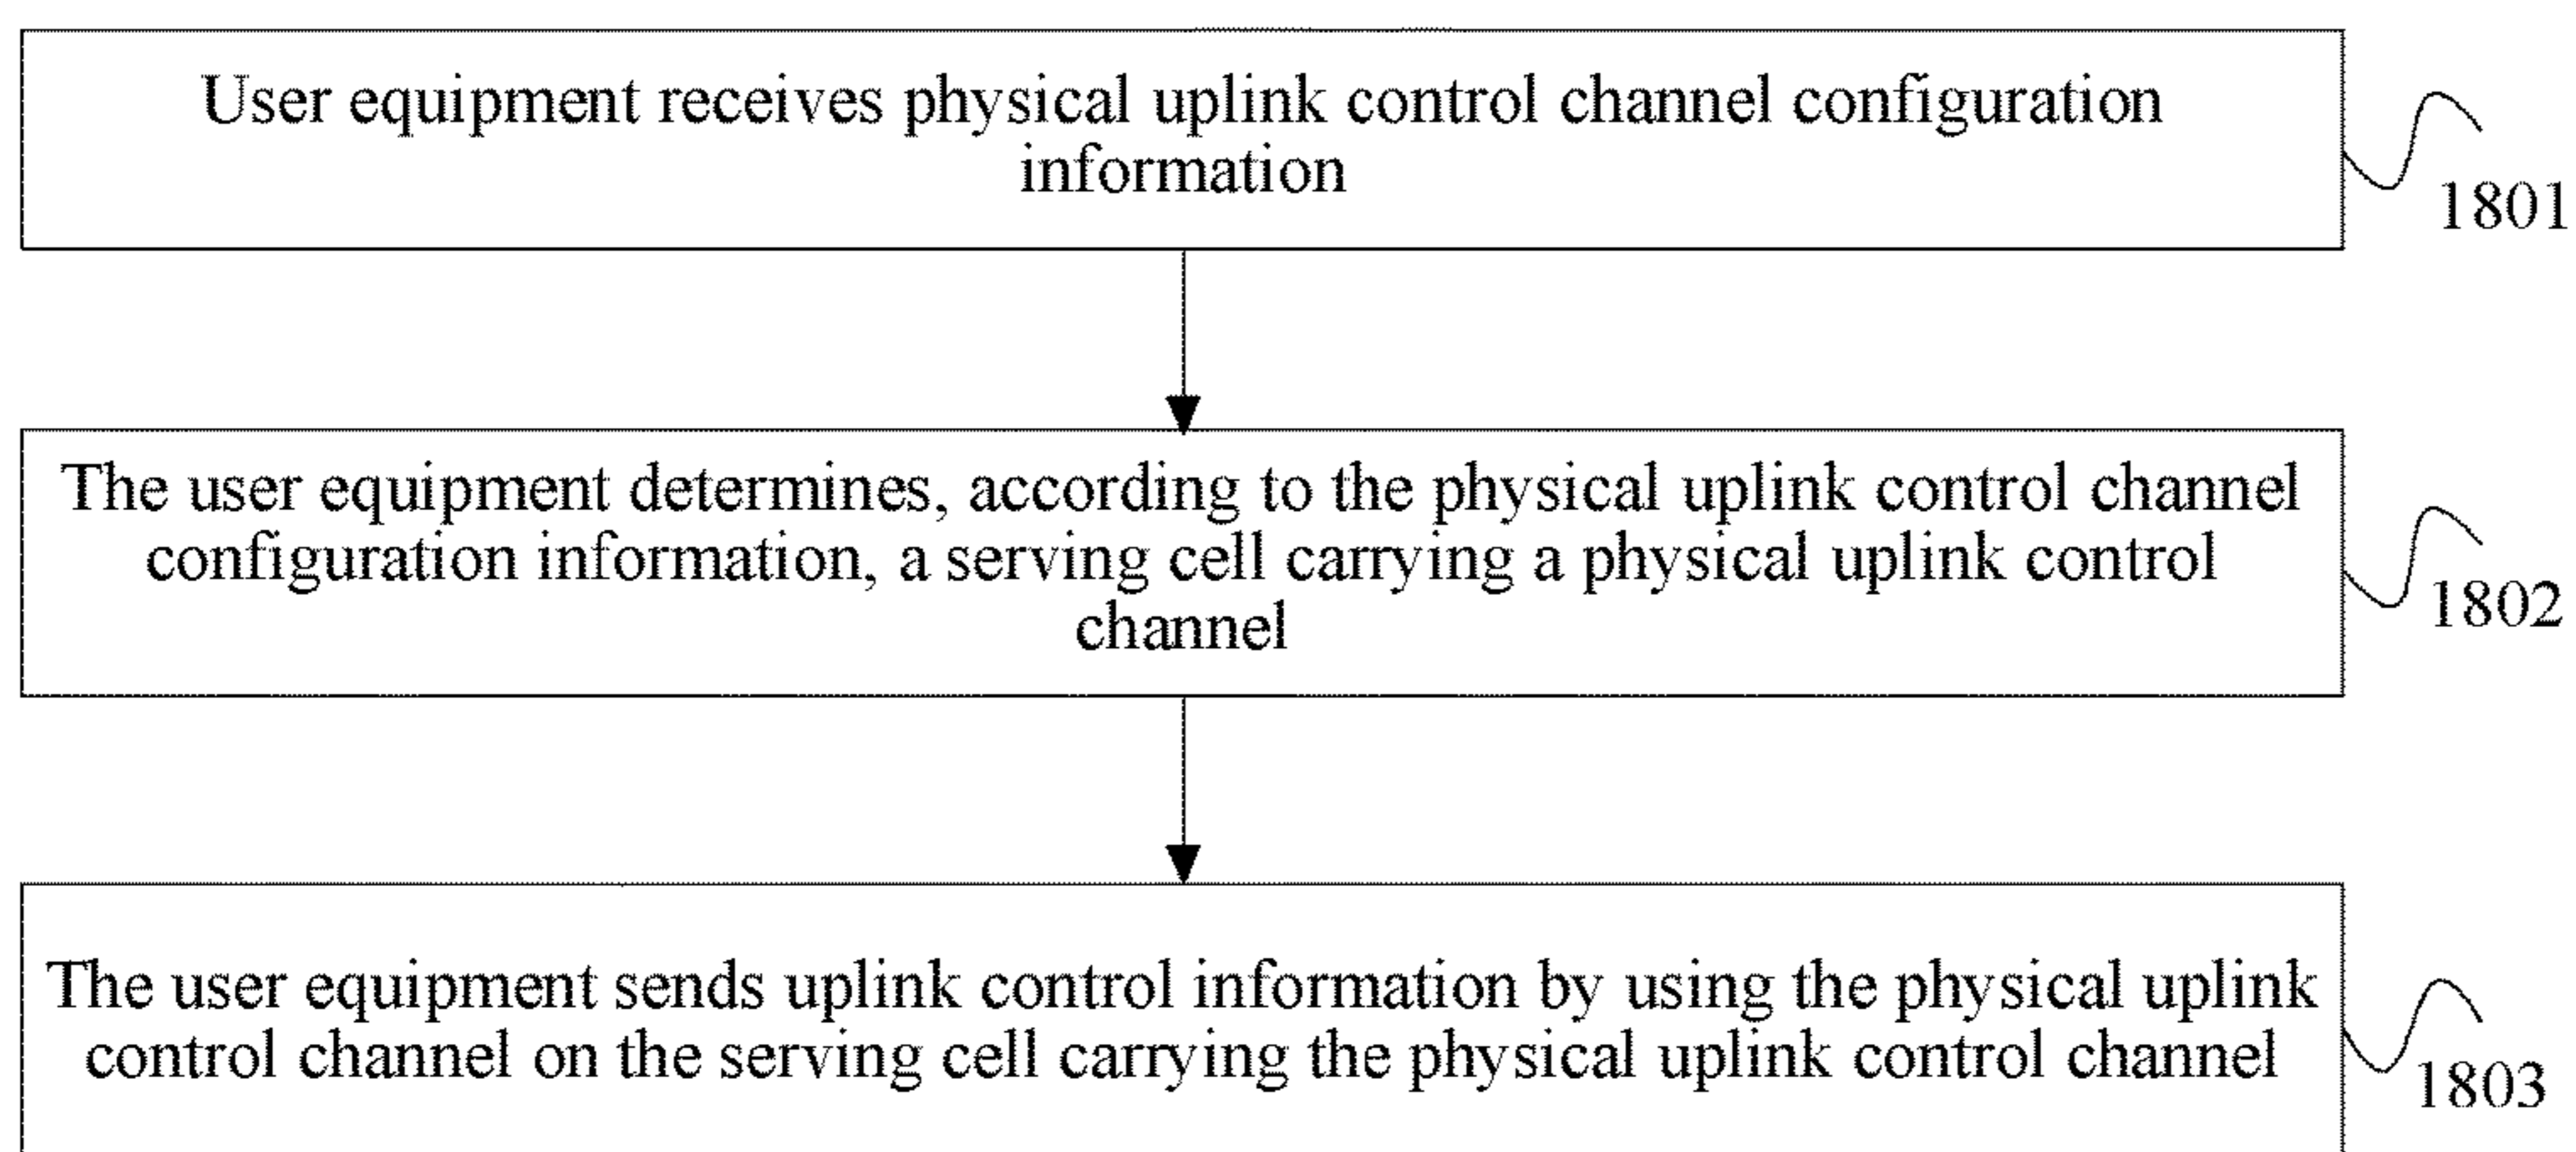 User equipment receives physical uplink control channel configuration
information
1801
The user equipment determines, according to the physical uplink control channel
configuration information, a serving cell carrying a physical uplink control
channel
1802
The user equipment sends uplink control information by using the physical uplink
control channel on the serving cell carrying the physical uplink control channel
1803